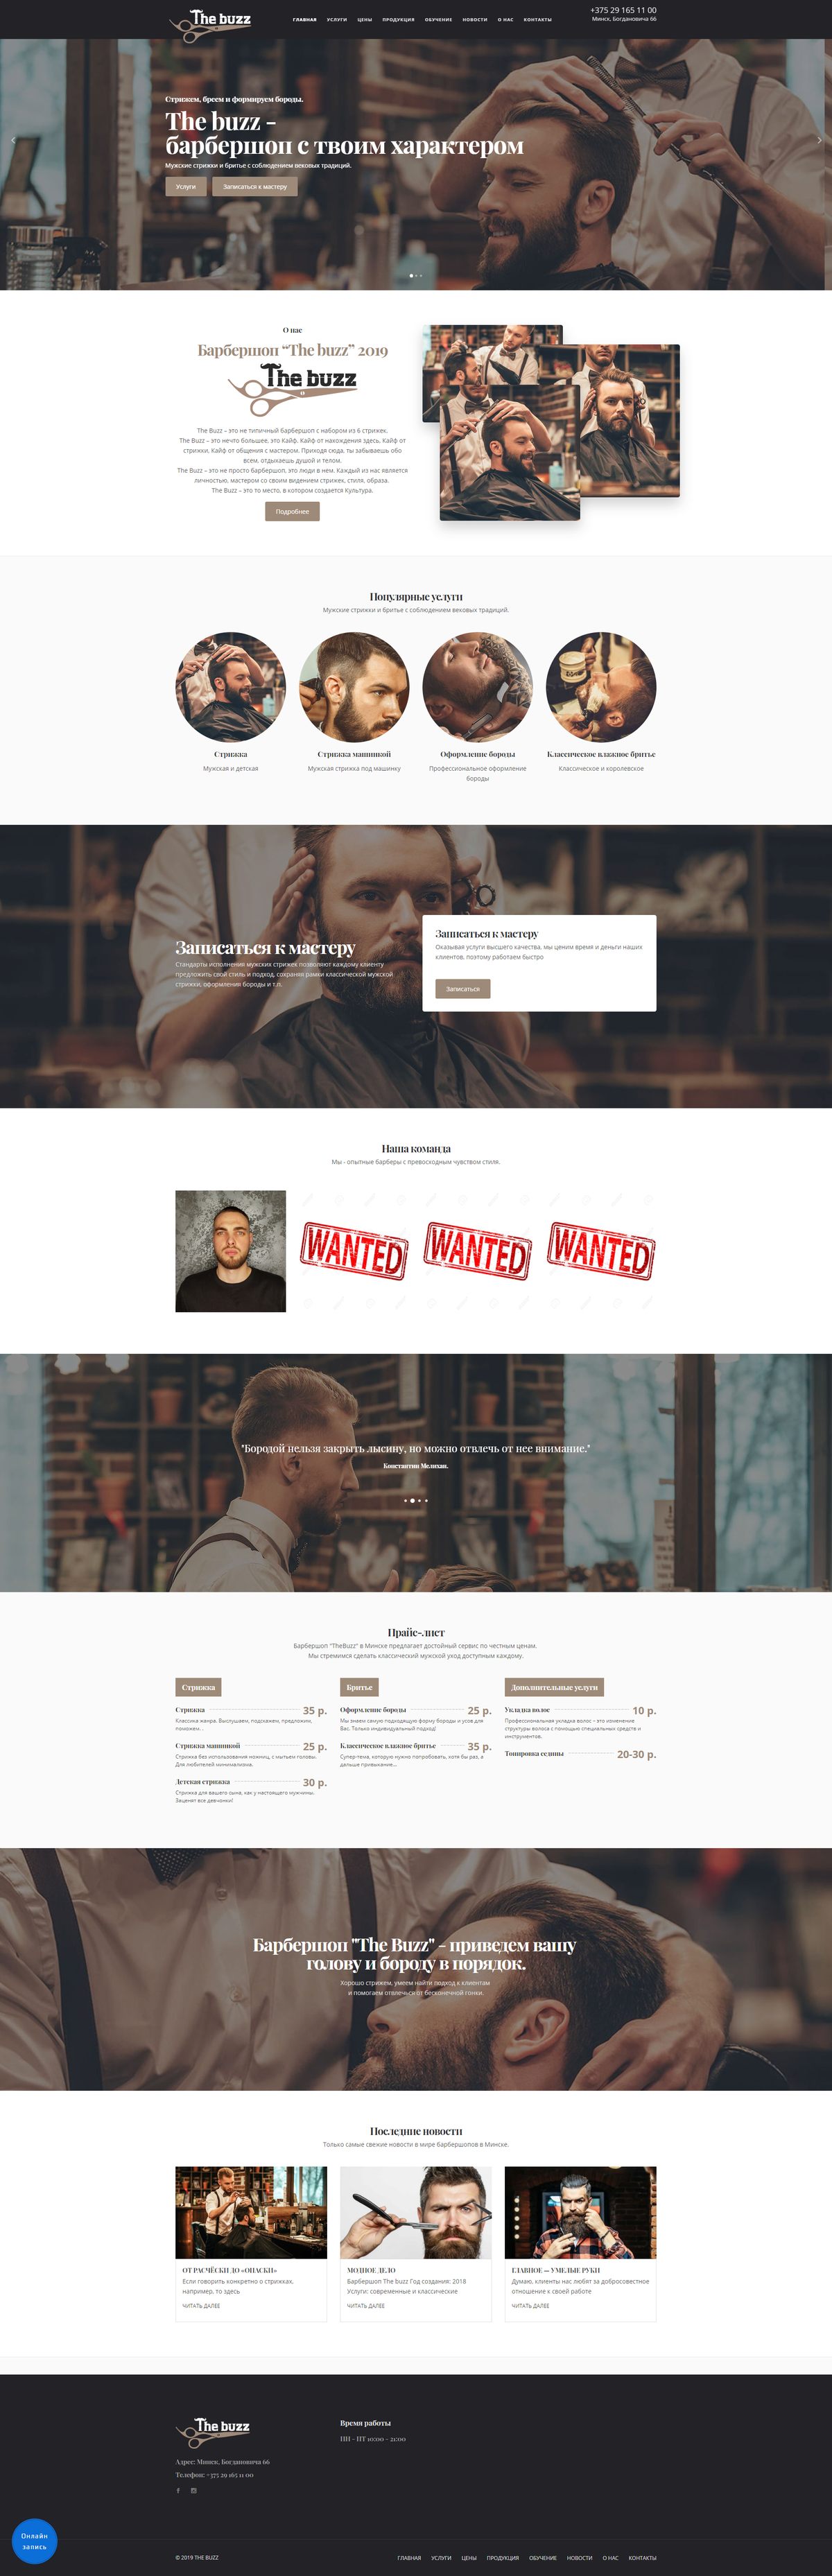 The buzz
ГЛАВНАЯ УСЛУГИ ЦЕНЫ ПРОДУКЦИЯ ОБУЧЕНИЕ НОВОСТИ О НАС КОНТАКТЫ
+375 29 165 11 00
Минск, Богдановича 66
Стрижем, бреем и формируем бороды.
The buzz -
барбершоп с твоим характером
Мужские стрижки и бритье с соблюдением вековых традиций.
Услуги
Записаться к мастеру
О нас
Барбершоп “The buzz” 2019
The buzz
The Buzz – это не типичный барбершоп с набором из 6 стрижек.
The Buzz – это нечто большее, это Кайф. Кайф от нахождения здесь, Кайф от
стрижки, Кайф от общения с мастером. Приходя сюда, ты забываешь обо
всем, отдыхаешь душой и телом.
The Buzz – это не просто барбершоп, это люди в нем. Каждый из нас является
личностью, мастером со своим видением стрижек, стиля, образа.
The Buzz – это то место, в котором создается Культура.
Подробнее
Популярные услуги
Мужские стрижки и бритье с соблюдением вековых традиций.
Стрижка
Мужская и детская
Стрижка машинкой
Мужская стрижка под машинку
Оформление бороды
Профессиональное оформление
бороды
Классическое влажное бритье
Классическое и королевское
Записаться к мастеру
Стандарты исполнения мужских стрижек позволяют каждому клиенту
предложить свой стиль и подход, сохраняя рамки классической мужской
стрижки, оформления бороды и т.п.
Записаться к мастеру
Оказывая услуги высшего качества, мы ценим время и деньги наших
клиентов, поэтому работаем быстро
Записаться
Наша команда
Мы - опытные барберы с превосходным чувством стиля.
WANTED
WANTED
WANTED
"Бородой нельзя закрыть лысину, но можно отвлечь от нее внимание."
Константин Мелихан.
Прайс-лист
Барбершоп "TheBuzz" в Минске предлагает достойный сервис по честным ценам.
Мы стремимся сделать классический мужской уход доступным каждому.
Стрижка
Стрижка 35 р.
Классика жанра. Выслушаем, подскажем, предложим,
поможем…
Стрижка машинкой 25 р.
Стрижка без использования ножниц, с мытьем головы.
Для любителей минимализма.
Детская стрижка 30 р.
Стрижка для вашего сына, как у настоящего мужчины.
Заценят все девчонки!
Бритье
Оформление бороды 25 р.
Мы знаем самую подходящую форму бороды и усов для
Вас. Только индивидуальный подход!
Классическое влажное бритье 35 р.
Супер-тема, которую нужно попробовать, хотя бы раз, а
дальше привыкание...
Дополнительные услуги
Укладка волос 10 р.
Профессиональная укладка волос – это изменение
структуры волоса с помощью специальных средств и
инструментов.
Тонировка седины 20-30 р.
Барбершоп "The Buzz" - приведем вашу
голову и бороду в порядок.
Хорошо стрижем, умеем найти подход к клиентам
и помогаем отвлечься от бесконечной гонки.
Последние новости
Только самые свежие новости в мире барбершопов в Минске.
ОТ РАСЧЁСКИ ДО «ОПАСКИ»
Если говорить конкретно о стрижках,
например, то здесь
ЧИТАТЬ ДАЛЕЕ
МОДНОЕ ДЕЛО
Барбершоп The buzz Год создания: 2018
Услуги: современные и классические
ЧИТАТЬ ДАЛЕЕ
ГЛАВНОЕ — УМЕЛЫЕ РУКИ
Думаю, клиенты нас любят за добросовестное
отношение к своей работе
ЧИТАТЬ ДАЛЕЕ
The buzz
Адрес: Минск, Богдановича 66
Телефон: +375 29 165 11 00
Время работы
ПН - ПТ 10:00 - 21:00
Онлайн
запись
© 2019 THE BUZZ
ГЛАВНАЯ УСЛУГИ ЦЕНЫ ПРОДУКЦИЯ ОБУЧЕНИЕ НОВОСТИ О НАС КОНТАКТЫ